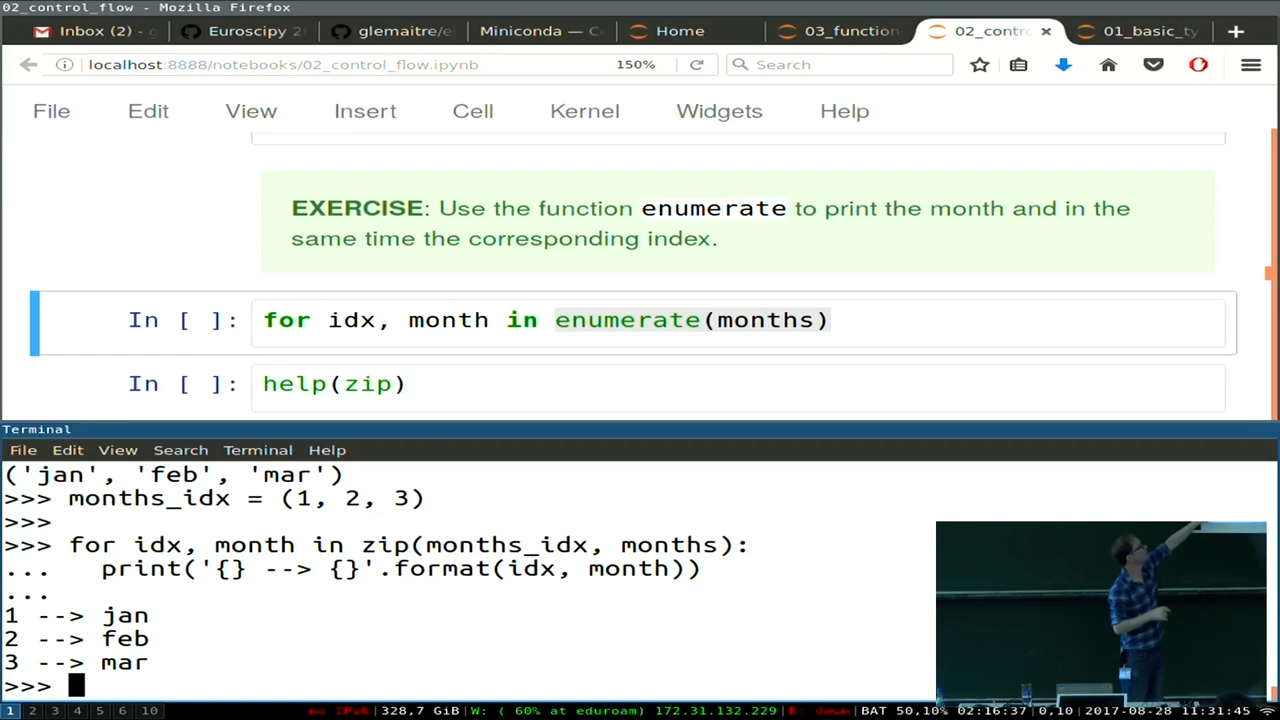 02_control_flow - Mozilla Firefox
Inbox (2) - g
Euroscipy 20
glemaitre/e
Miniconda — C
Home
03_function
02_contr
01_basic_ty
localhost:8888/notebooks/02_control_flow.ipynb
150%
Search
File Edit View Insert Cell Kernel Widgets Help
EXERCISE: Use the function enumerate to print the month and in the
same time the corresponding index.
In [ ]: for idx, month in enumerate(months)
In [ ]: help(zip)
Terminal
File Edit View Search Terminal Help
('jan', 'feb', 'mar')
>>> months_idx = (1, 2, 3)
>>>
>>> for idx, month in zip(months_idx, months):
...   print('{} --> {}'.format(idx, month))
...
1 --> jan
2 --> feb
3 --> mar
>>>
1 2 3 4 5 6 10
no IPv6|328,7 GiB|W: ( 60% at eduroam) 172.31.132.229|E: down|BAT 50,10% 02:16:37|0,10|2017-08-28 11:31:45